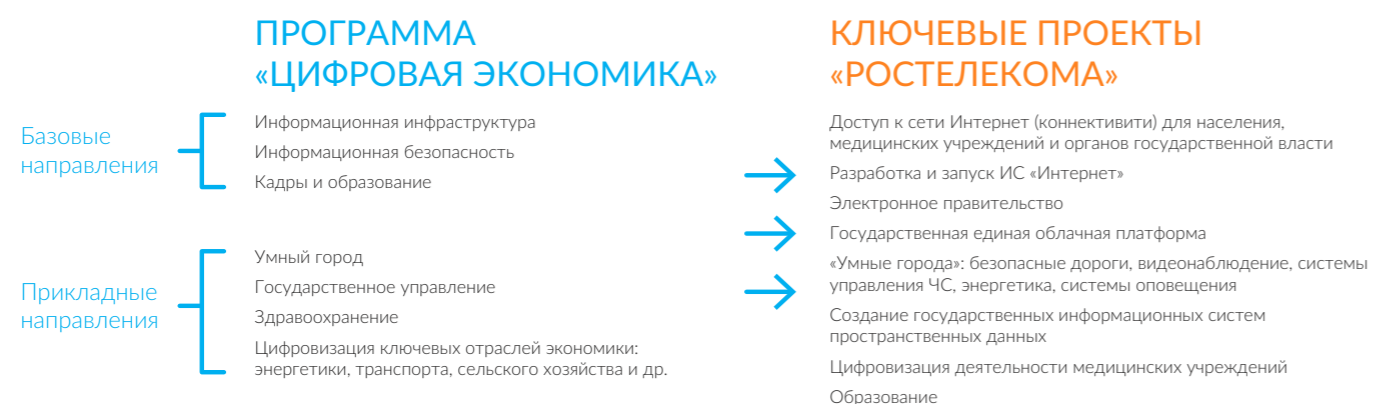 ПРОГРАММА
«ЦИФРОВАЯ ЭКОНОМИКА»
Базовые
направления
Информационная инфраструктура
Информационная безопасность
Кадры и образование
Прикладные
направления
Умный город
Государственное управление
Здравоохранение
Цифровизация ключевых отраслей экономики:
энергетики, транспорта, сельского хозяйства и др.
КЛЮЧЕВЫЕ ПРОЕКТЫ
«РОСТЕЛЕКОМА»
Доступ к сети Интернет (коннективити) для населения,
медицинских учреждений и органов государственной власти
Разработка и запуск ИС «Интернет»
Электронное правительство
Государственная единая облачная платформа
«Умные города»: безопасные дороги, видеонаблюдение, системы
управления ЧС, энергетика, системы оповещения
Создание государственных информационных систем
пространственных данных
Цифровизация деятельности медицинских учреждений
Образование